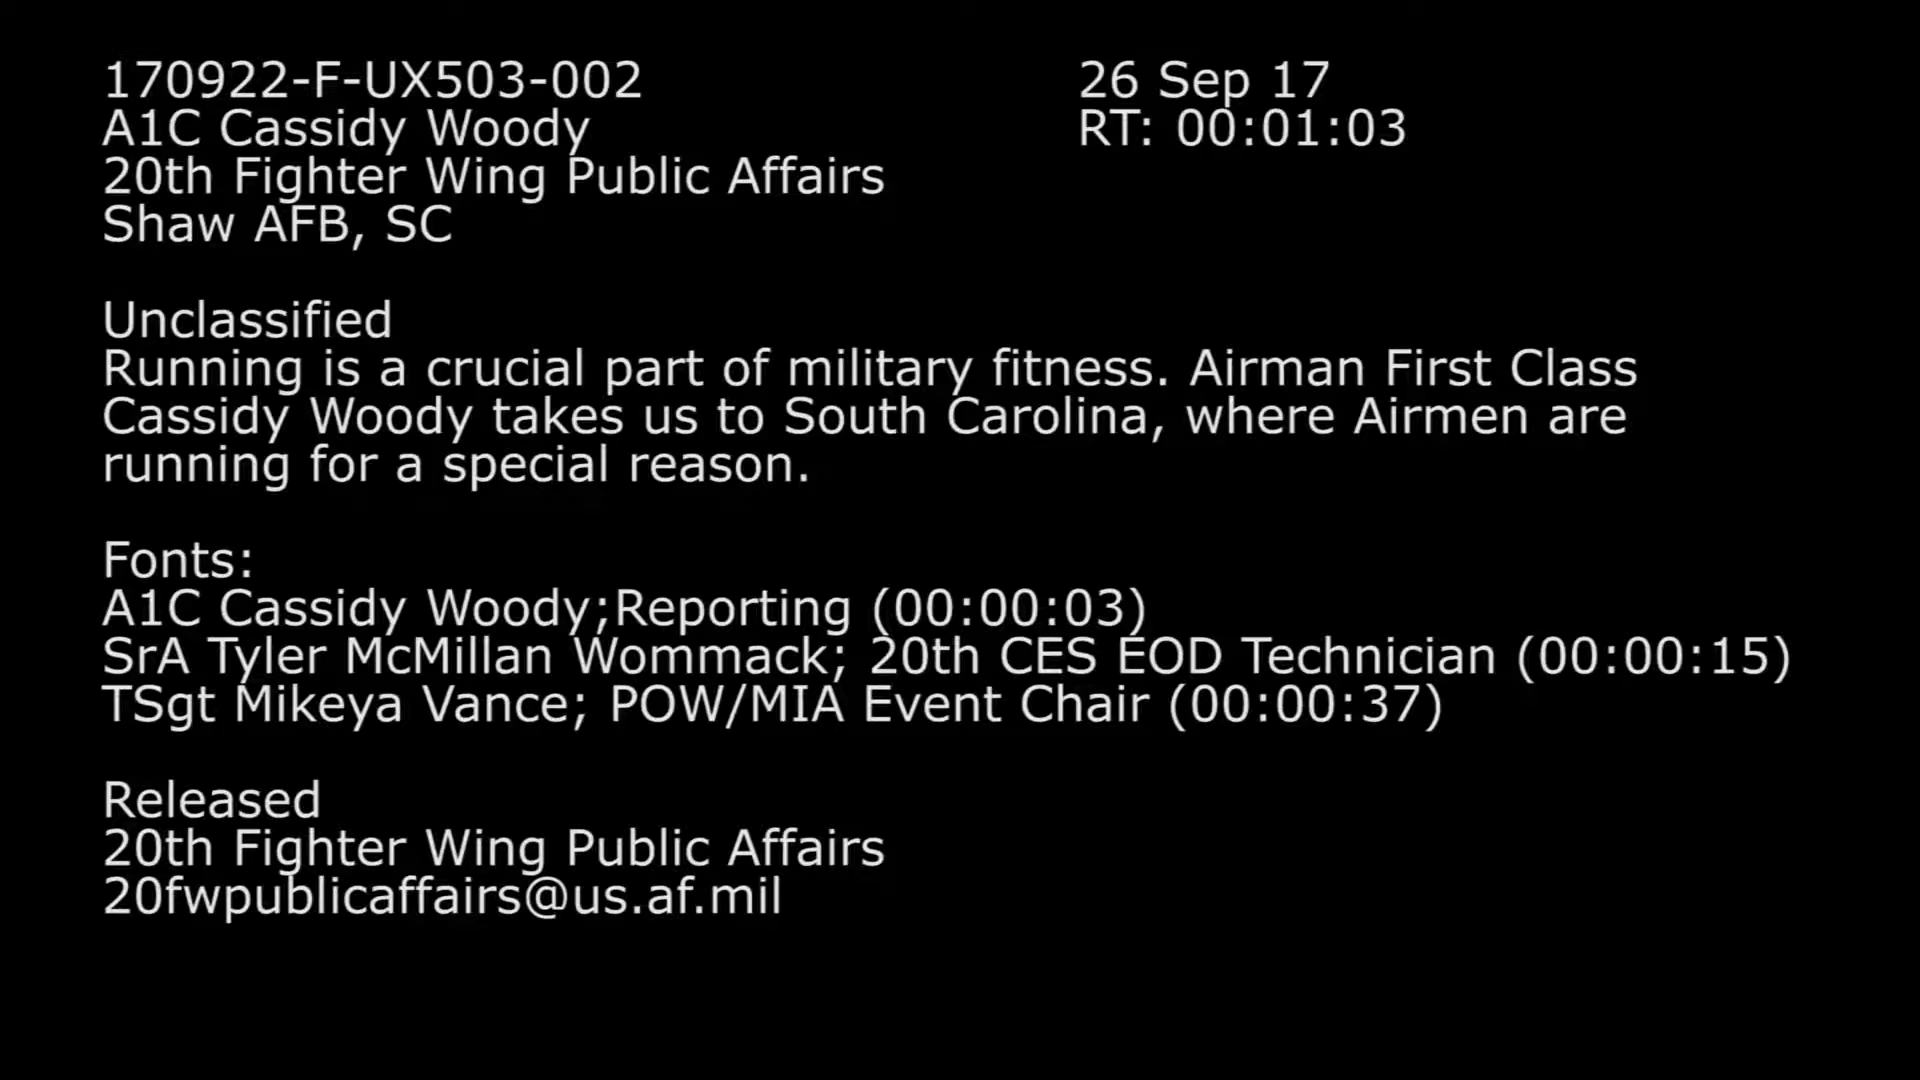 170922-F-UX503-002
26 Sep 17
A1C Cassidy Woody
RT: 00:01:03
20th Fighter Wing Public Affairs
Shaw AFB, SC
Unclassified
Running is a crucial part of military fitness. Airman First Class
Cassidy Woody takes us to South Carolina, where Airmen are
running for a special reason.
Fonts:
A1C Cassidy Woody;Reporting (00:00:03)
SrA Tyler McMillan Wommack; 20th CES EOD Technician (00:00:15)
TSgt Mikeya Vance; POW/MIA Event Chair (00:00:37)
Released
20th Fighter Wing Public Affairs
20fwpublicaffairs@us.af.mil